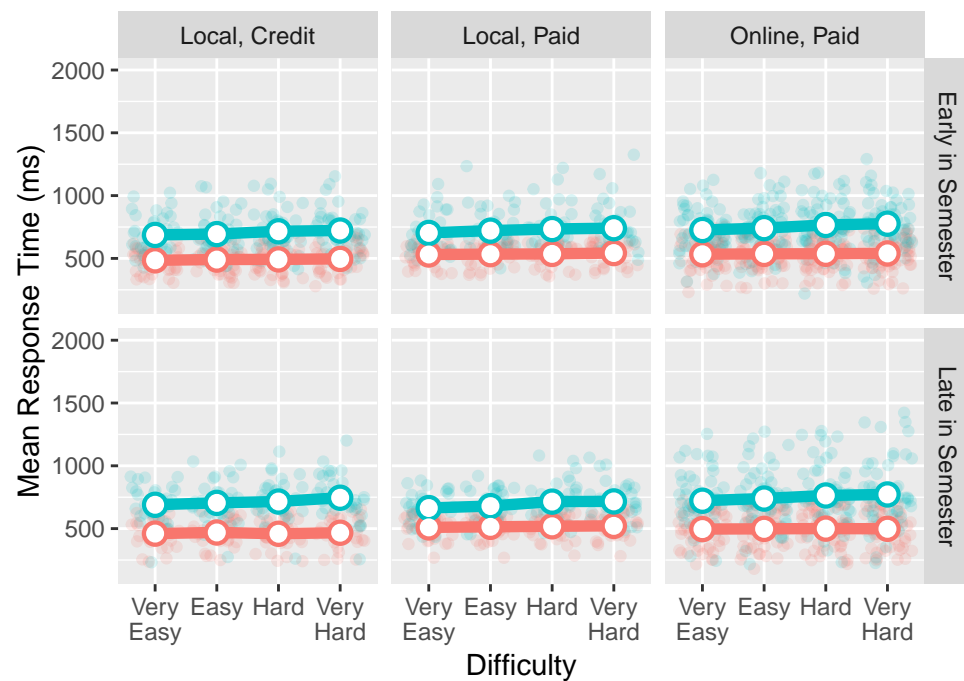 Local, Credit
Local, Paid
Online, Paid
Mean Response Time (ms)
2000
1500
1000
500
Early in Semester
2000
1500
1000
500
Late in Semester
Very
Easy
Easy
Hard
Very
Hard
Very
Easy
Easy
Hard
Very
Hard
Very
Easy
Easy
Hard
Very
Hard
Difficulty